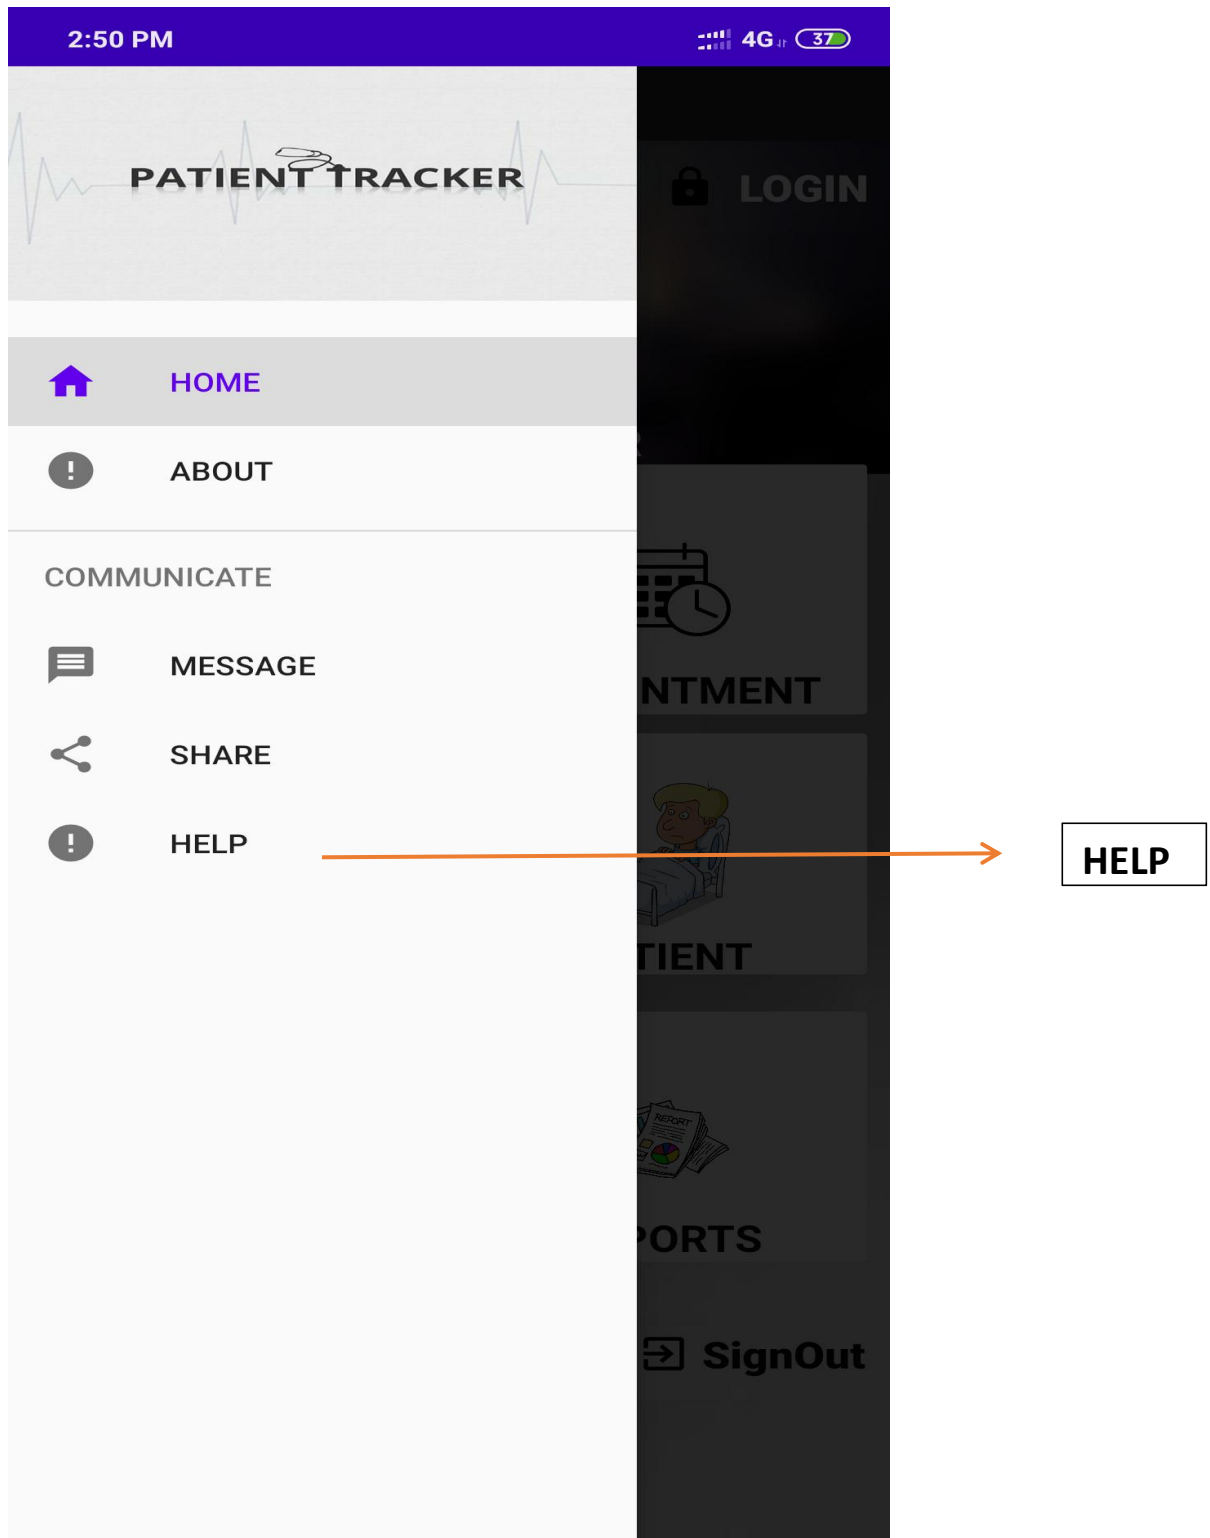 2:50 PM 4G 37
PATIENT TRACKER
LOGIN
HOME
R
ABOUT
COMMUNICATE
MESSAGE
NTMENT
SHARE
HELP
HELP
TIENT
REPORT
PORTS
SignOut